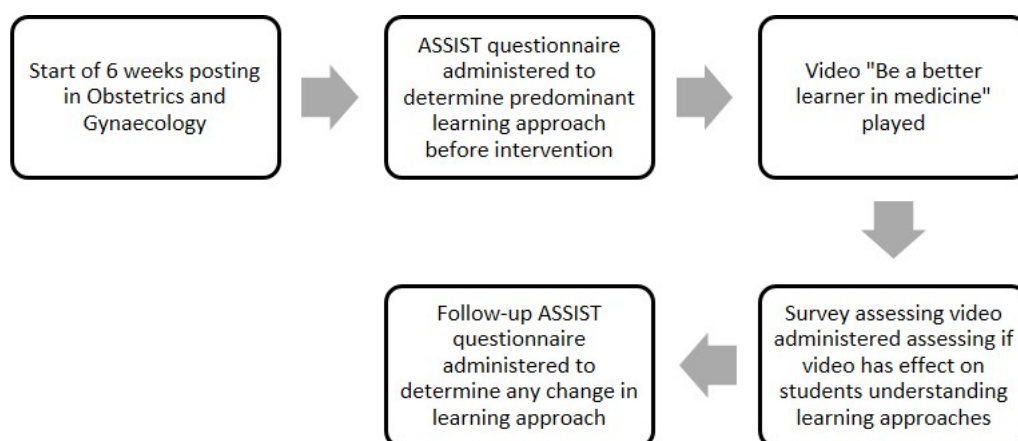 Start of 6 weeks posting
in Obstetrics and
Gynaecology
ASSIST questionnaire
administered to
determine predominant
learning approach
before intervention
Video "Be a better
learner in medicine"
played
Survey assessing video
administered assessing if
video has effect on
students understanding
learning approaches
Follow-up ASSIST
questionnaire
administered to
determine any change in
learning approach